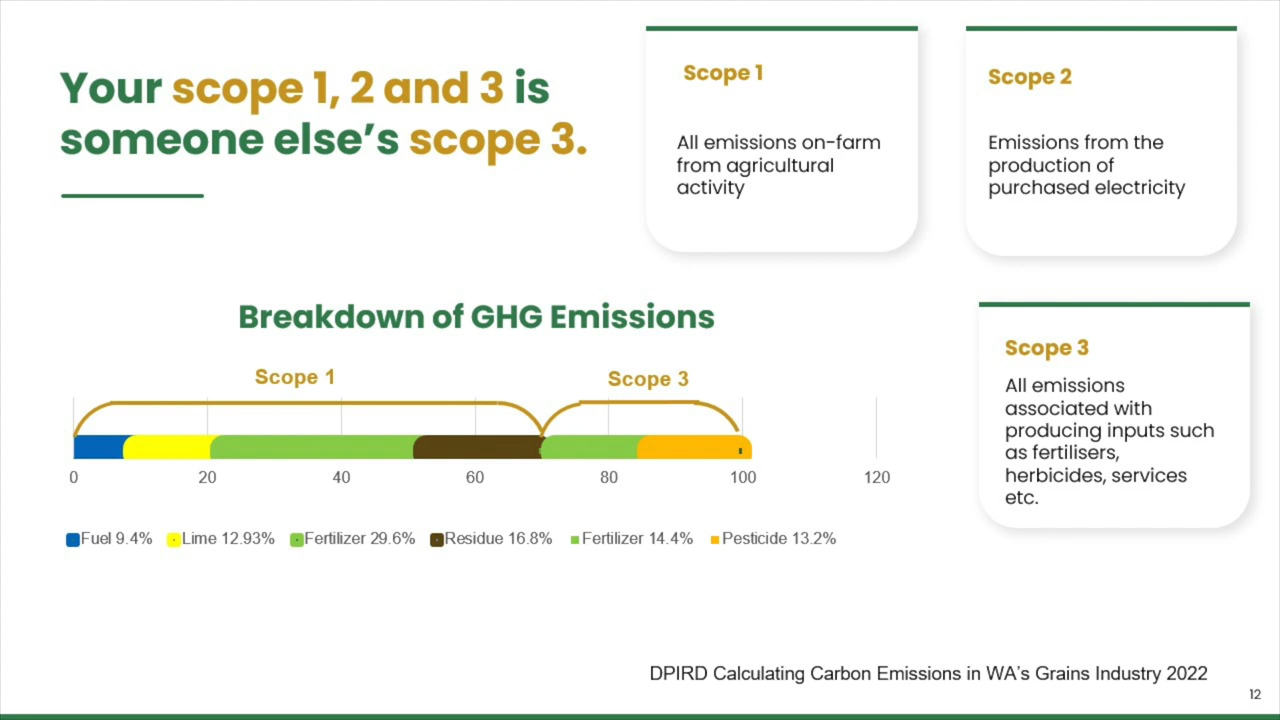 Your scope 1, 2 and 3 is
someone else’s scope 3.
Scope 1
All emissions on-farm
from agricultural
activity
Scope 2
Emissions from the
production of
purchased electricity
Breakdown of GHG Emissions
Scope 1
Scope 3
0
20
40
60
80
100
120
Fuel 9.4%
Lime 12.93%
Fertilizer 29.6%
Residue 16.8%
Fertilizer 14.4%
Pesticide 13.2%
Scope 3
All emissions
associated with
producing inputs such
as fertilisers,
herbicides, services
etc.
DPIRD Calculating Carbon Emissions in WA’s Grains Industry 2022
12